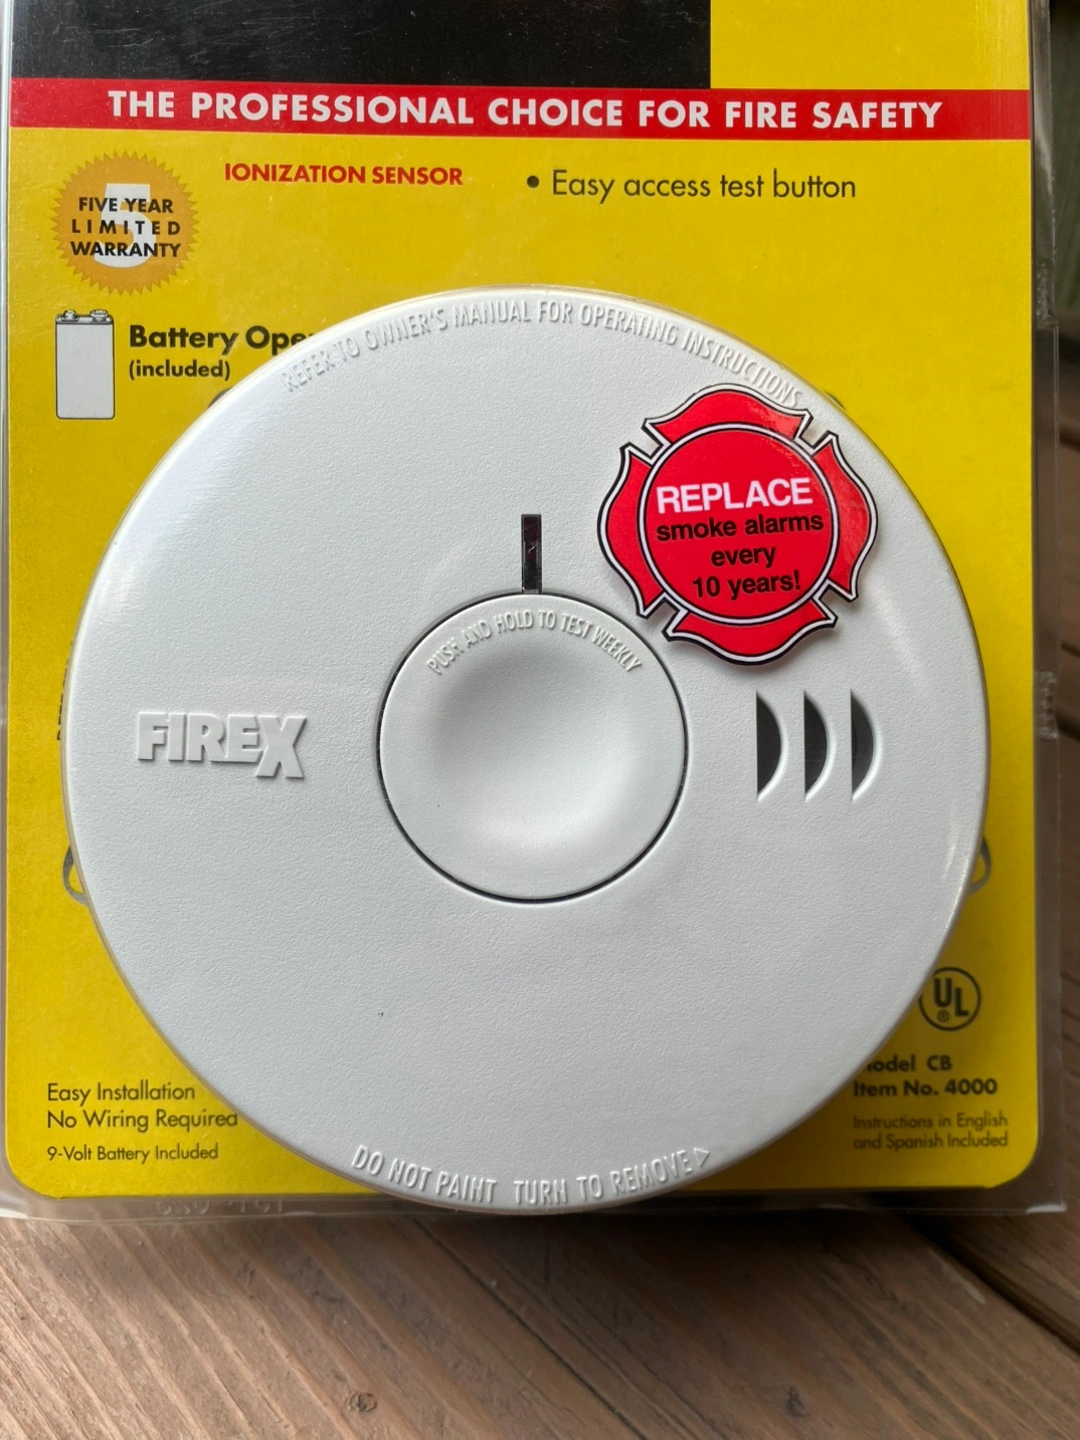 THE PROFESSIONAL CHOICE FOR FIRE SAFETY
5
FIVE YEAR
LIMITED
WARRANTY
IONIZATION SENSOR
• Easy access test button
Battery Ope
(included)
REFER TO OWNER'S MANUAL FOR OPERATING INSTRUCTIONS
REPLACE
smoke alarms
every
10 years!
PUSH AND HOLD TO TEST WEEKLY
FIREX
UL
®
Model CB
Item No. 4000
Instructions in English
and Spanish Included
Easy Installation
No Wiring Required
9-Volt Battery Included
DO NOT PAINT TURN TO REMOVE